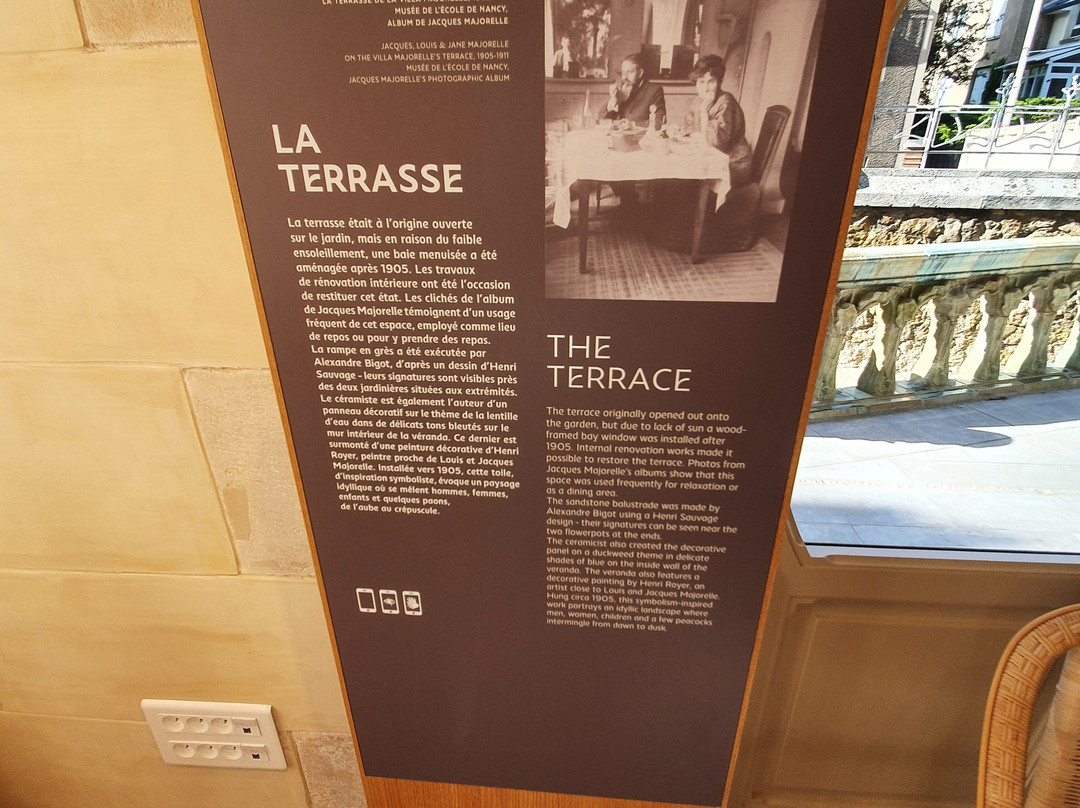 LA TERRASSE DE LA VILLA MAJORELLE,
MUSÉE DE L'ÉCOLE DE NANCY,
ALBUM DE JACQUES MAJORELLE
JACQUES, LOUIS & JANE MAJORELLE
ON THE VILLA MAJORELLE'S TERRACE, 1905-1911
MUSÉE DE L'ÉCOLE DE NANCY,
JACQUES MAJORELLE'S PHOTOGRAPHIC ALBUM
LA
TERRASSE
La terrasse était à l'origine ouverte
sur le jardin, mais en raison du faible
ensoleillement, une baie menuisée a été
aménagée après 1905. Les travaux
de rénovation intérieure ont été l'occasion
de restituer cet état. Les clichés de l'album
de Jacques Majorelle témoignent d'un usage
fréquent de cet espace, employé comme lieu
de repos ou pour y prendre des repas.
La rampe en grès a été exécutée par
Alexandre Bigot, d'après un dessin d'Henri
Sauvage - leurs signatures sont visibles près
des deux jardinières situées aux extrémités.
Le céramiste est également l'auteur d'un
panneau décoratif sur le thème de la lentille
d'eau dans de délicats tons bleutés sur le
mur intérieur de la véranda. Ce dernier est
surmonté d'une peinture décorative d'Henri
Royer, peintre proche de Louis et Jacques
Majorelle. Installée vers 1905, cette toile,
d'inspiration symboliste, évoque un paysage
idyllique où se mêlent hommes, femmes,
enfants et quelques paons,
de l'aube au crépuscule.
THE
TERRACE
The terrace originally opened out onto
the garden, but due to lack of sun a wood-
framed bay window was installed after
1905. Internal renovation works made it
possible to restore the terrace. Photos from
Jacques Majorelle's albums show that this
space was used frequently for relaxation or
as a dining area.
The sandstone balustrade was made by
Alexandre Bigot using a Henri Sauvage
design - their signatures can be seen near the
two flowerpots at the ends.
The ceramicist also created the decorative
panel on a duckweed theme in delicate
shades of blue on the inside wall of the
veranda. The veranda also features a
decorative painting by Henri Royer, an
artist close to Louis and Jacques Majorelle.
Hung circa 1905, this symbolism-inspired
work portrays an idyllic landscape where
men, women, children and a few peacocks
intermingle from dawn to dusk.